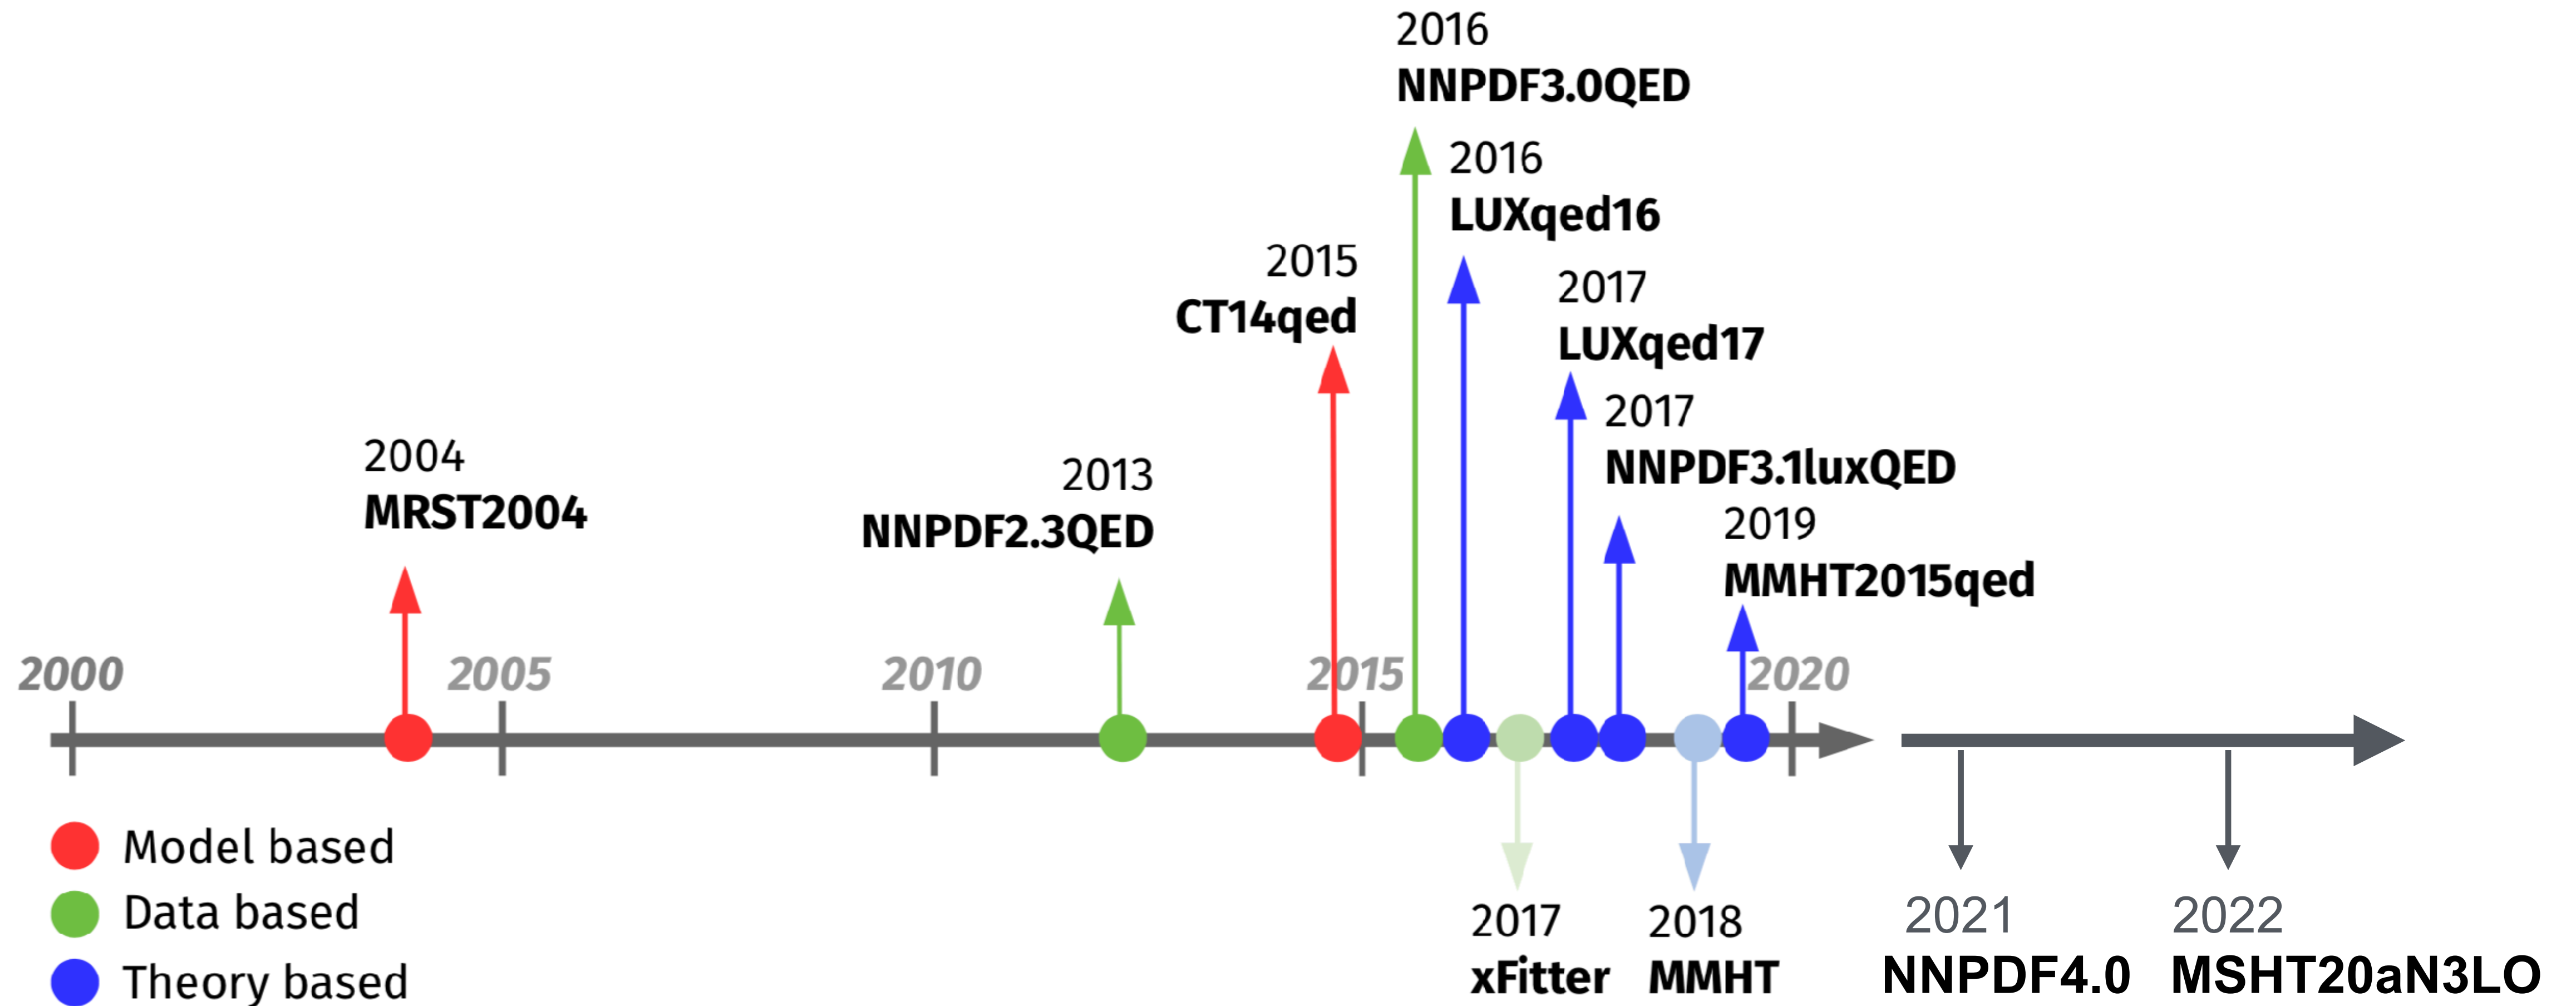 2016
NNPDF3.0QED
2016
LUXqed16
2015
CT14qed
2017
LUXqed17
2017
NNPDF3.1luxQED
2004
MRST2004
2013
NNPDF2.3QED
2019
MMHT2015qed
2000
2005
2010
2015
2020
Model based
Data based
Theory based
2017
xFitter
2018
MMHT
2021
NNPDF4.0
2022
MSHT20aN3LO